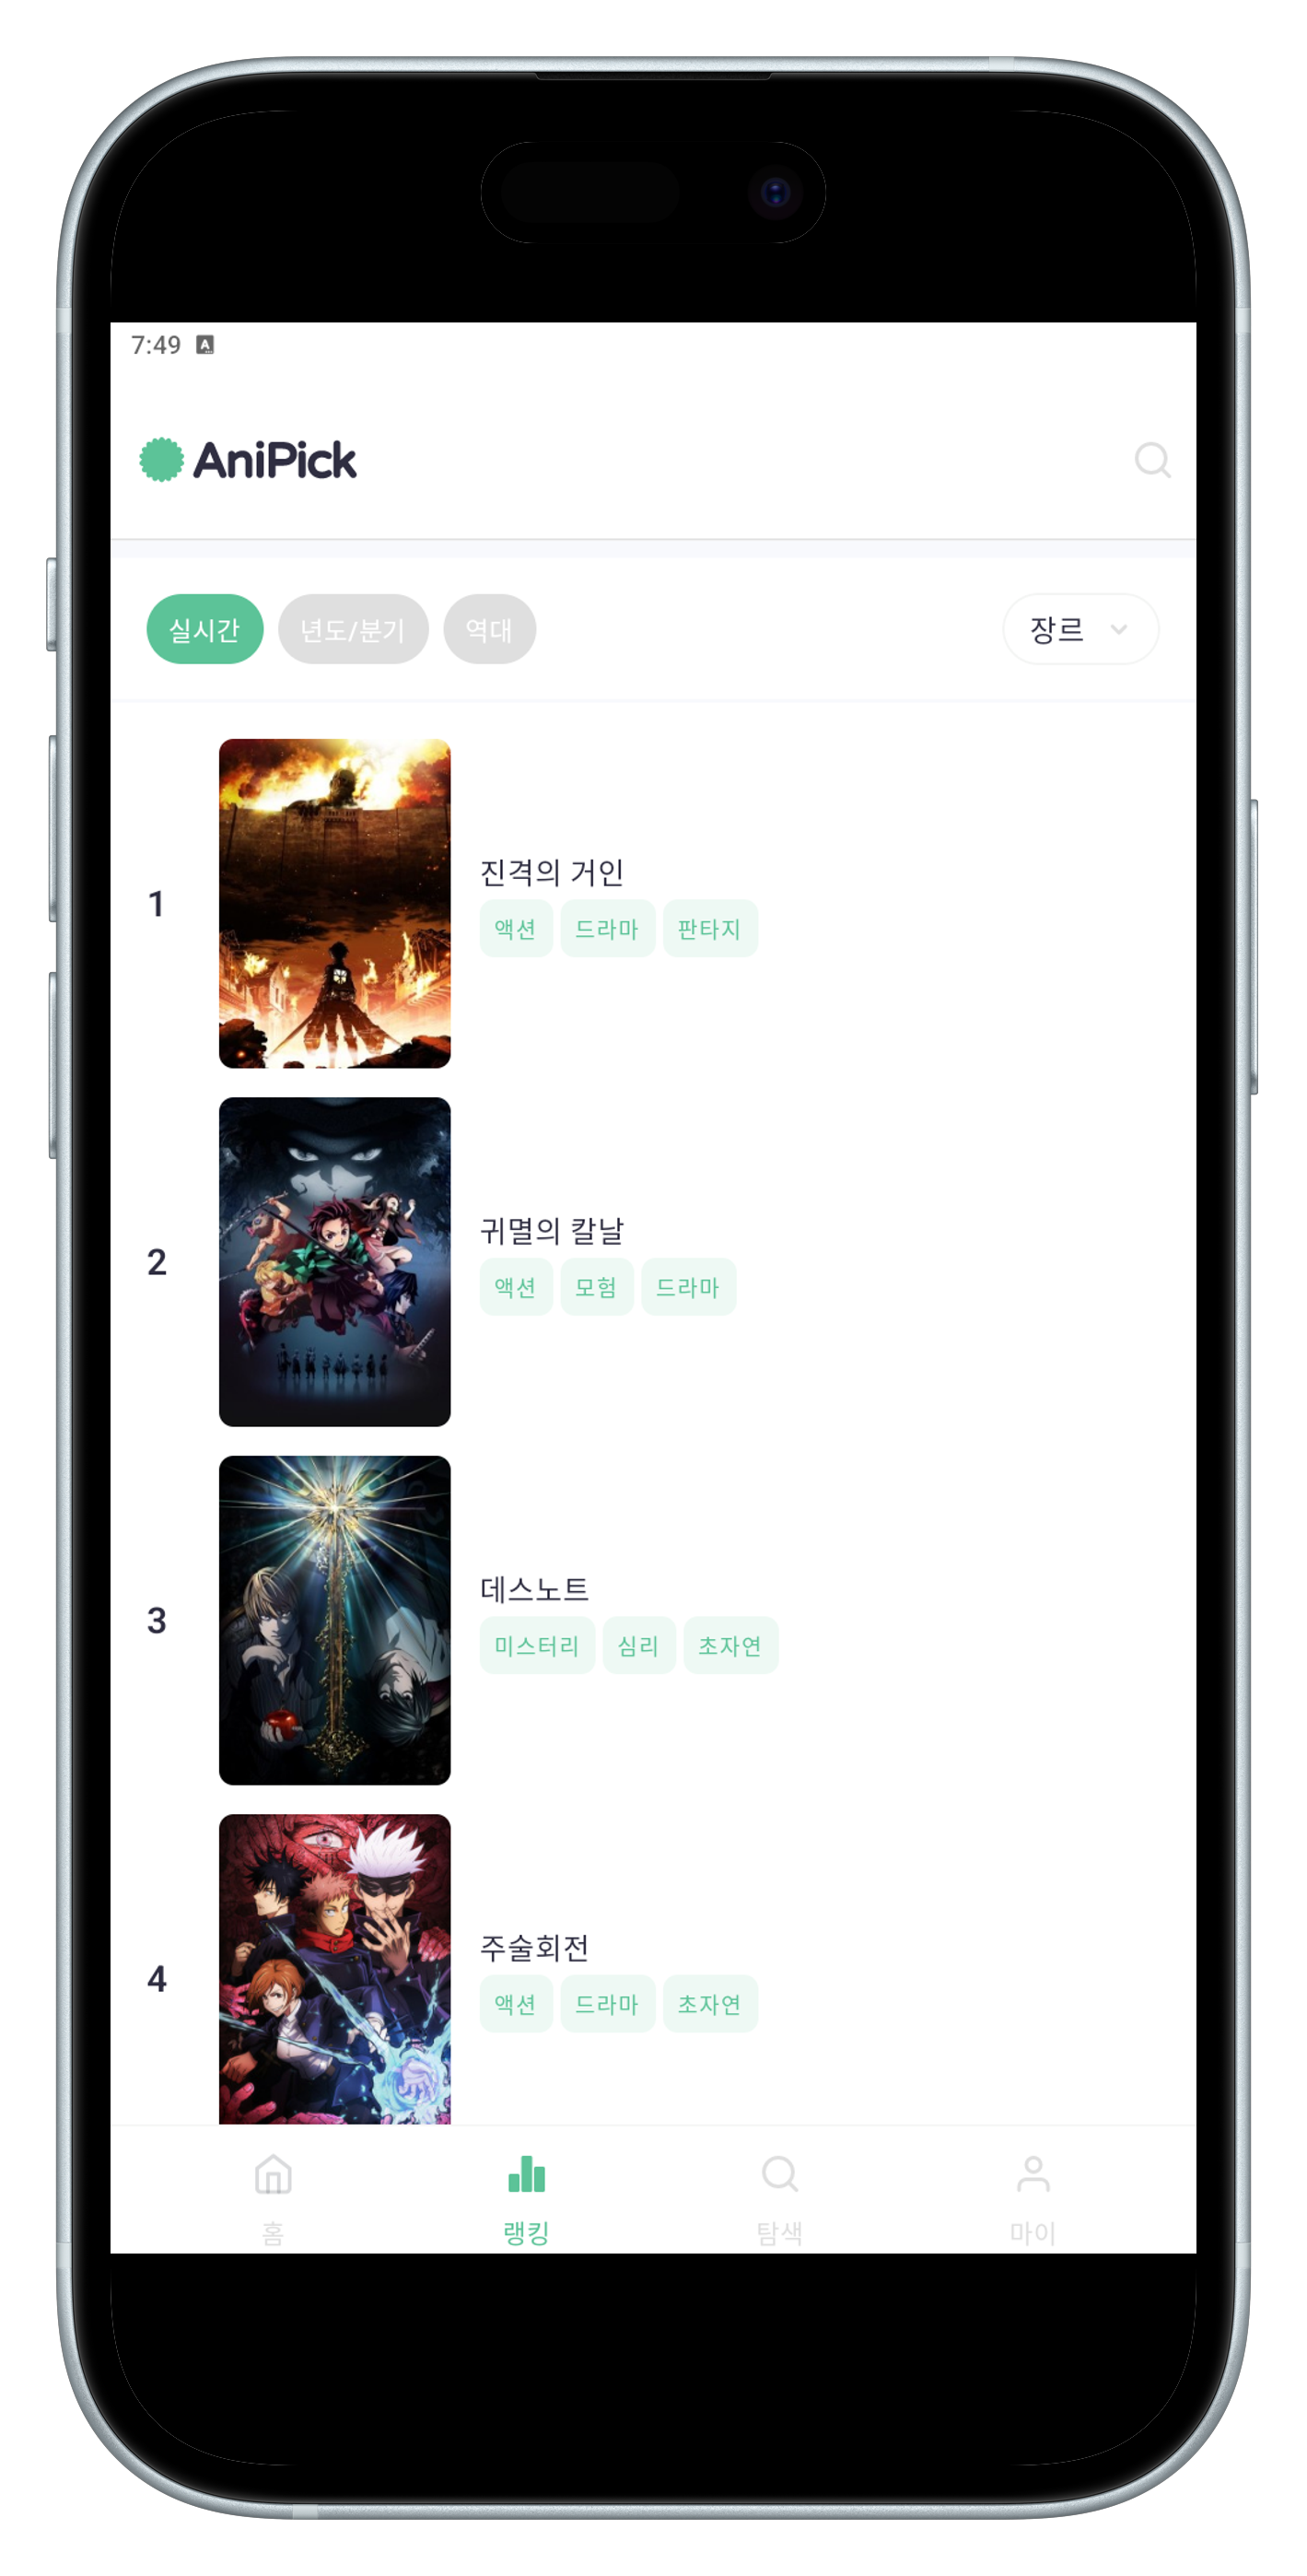 7:49 A
AniPick
실시간 년도/분기 역대 장르
1
진격의 거인
액션 드라마 판타지
2
귀멸의 칼날
액션 모험 드라마
3
데스노트
미스터리 심리 초자연
4
주술회전
액션 드라마 초자연
홈 랭킹 탐색 마이